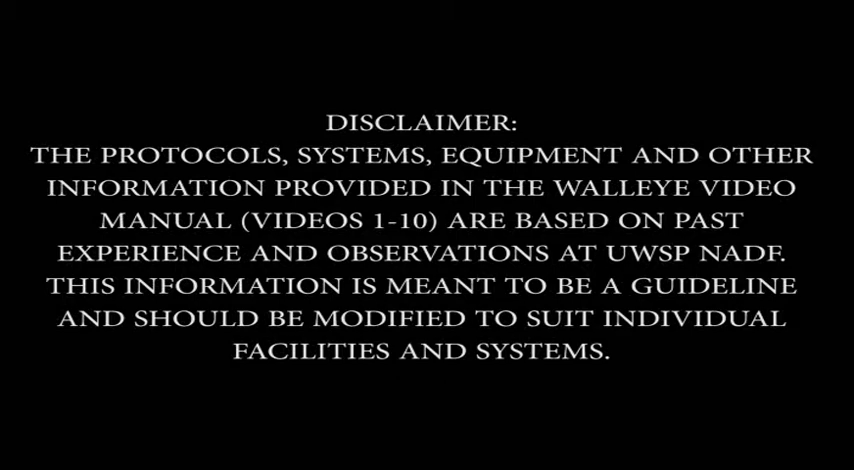 DISCLAIMER:
THE PROTOCOLS, SYSTEMS, EQUIPMENT AND OTHER
INFORMATION PROVIDED IN THE WALLEYE VIDEO
MANUAL (VIDEOS 1-10) ARE BASED ON PAST
EXPERIENCE AND OBSERVATIONS AT UWSP NADF.
THIS INFORMATION IS MEANT TO BE A GUIDELINE
AND SHOULD BE MODIFIED TO SUIT INDIVIDUAL
FACILITIES AND SYSTEMS.